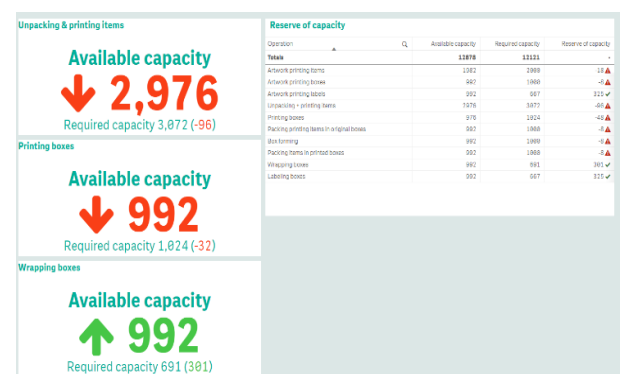 Unpacking & printing items
Available capacity
2,976
Required capacity 3,072 (-96)
Printing boxes
Available capacity
992
Required capacity 1,024 (-32)
Wrapping boxes
Available capacity
992
Required capacity 691 (301)
Reserve of capacity
Operation Available capacity Required capacity Reserve of capacity
Totals 12878 12121 -
Artwork printing items 1982 2000 -18
Artwork printing boxes 992 1000 -8
Artwork printing labels 992 667 325
Unpacking + printing items 2976 3072 -96
Printing boxes 976 1024 -48
Packing printing items in original boxes 992 1000 -8
Box forming 992 1000 -8
Packing items in printed boxes 992 1000 -8
Wrapping boxes 992 691 301
Labeling boxes 992 667 325